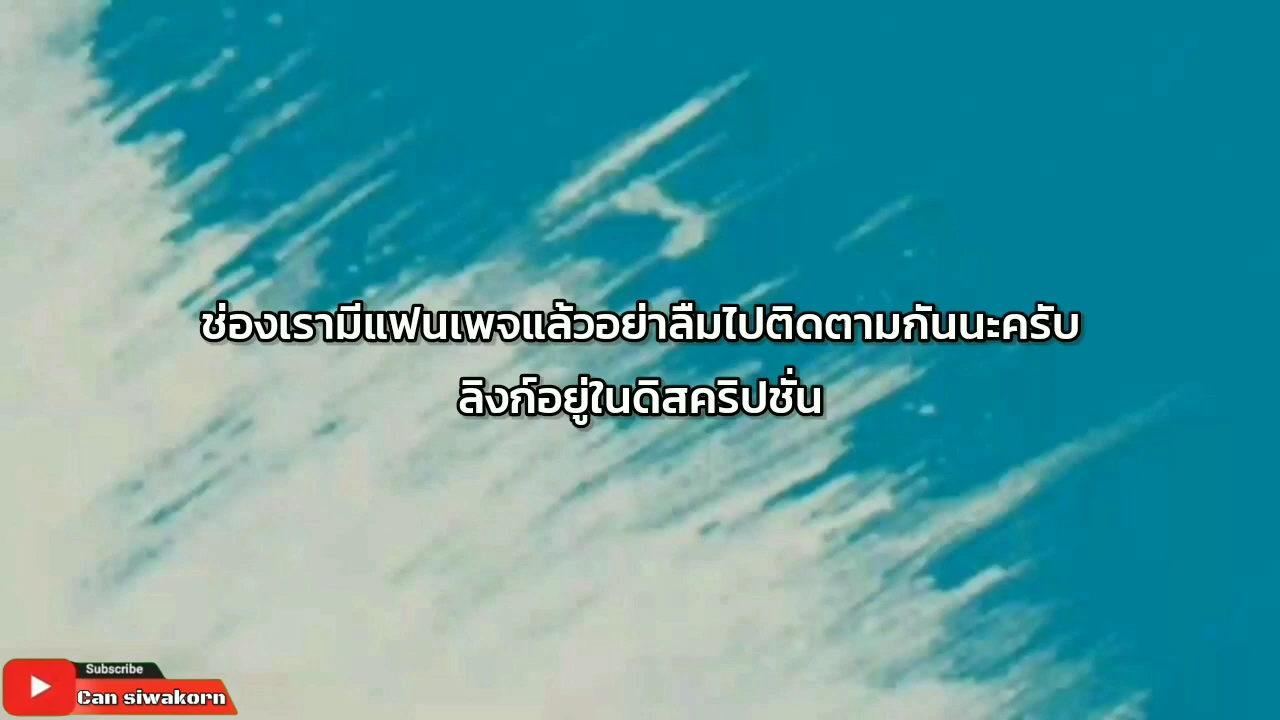 ช่องเรามีแฟนเพจแล้วอย่าลืมไปติดตามกันนะครับ
ลิงก์อยู่ในดิสคริปชั่น
Subscribe
Can siwakorn